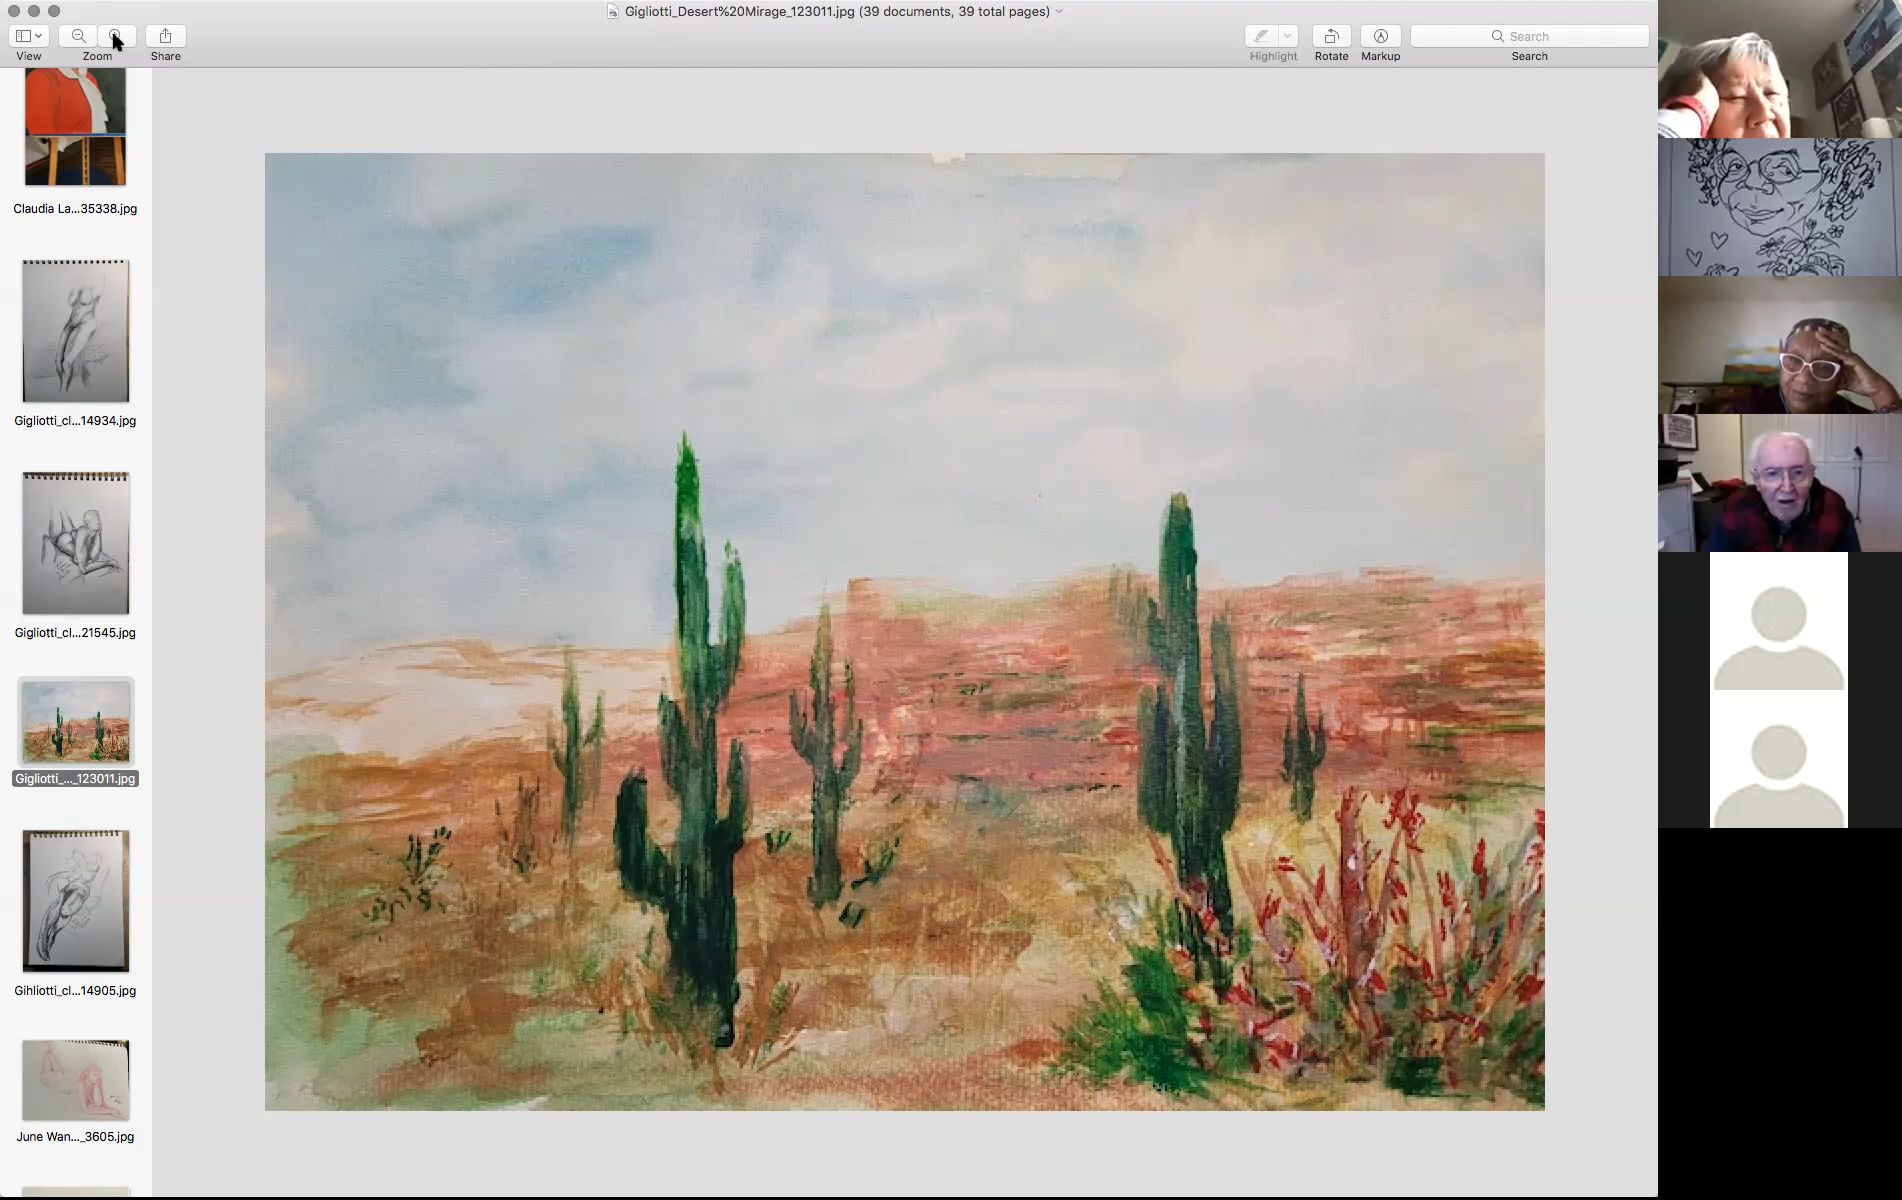 Gigliotti_Desert%20Mirage_123011.jpg (39 documents, 39 total pages)
View
Zoom
Share
Highlight
Rotate
Markup
Search
Search
Claudia La...35338.jpg
Gigliotti_cl...14934.jpg
Gigliotti_cl...21545.jpg
Gigliotti_..._123011.jpg
Gihliotti_cl...14905.jpg
June Wan..._3605.jpg